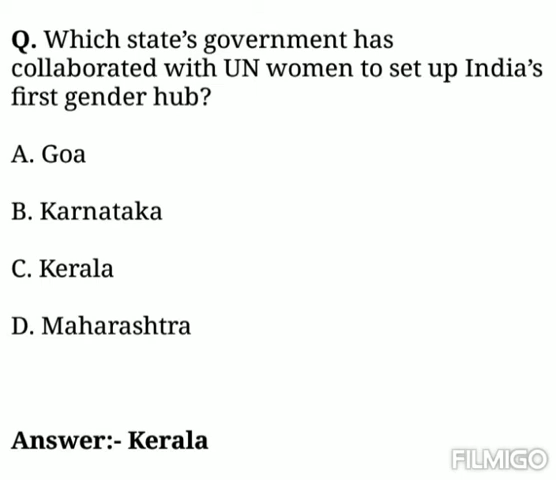 Q. Which state’s government has
collaborated with UN women to set up India’s
first gender hub?
A. Goa
B. Karnataka
C. Kerala
D. Maharashtra
Answer:- Kerala
FILMIGO